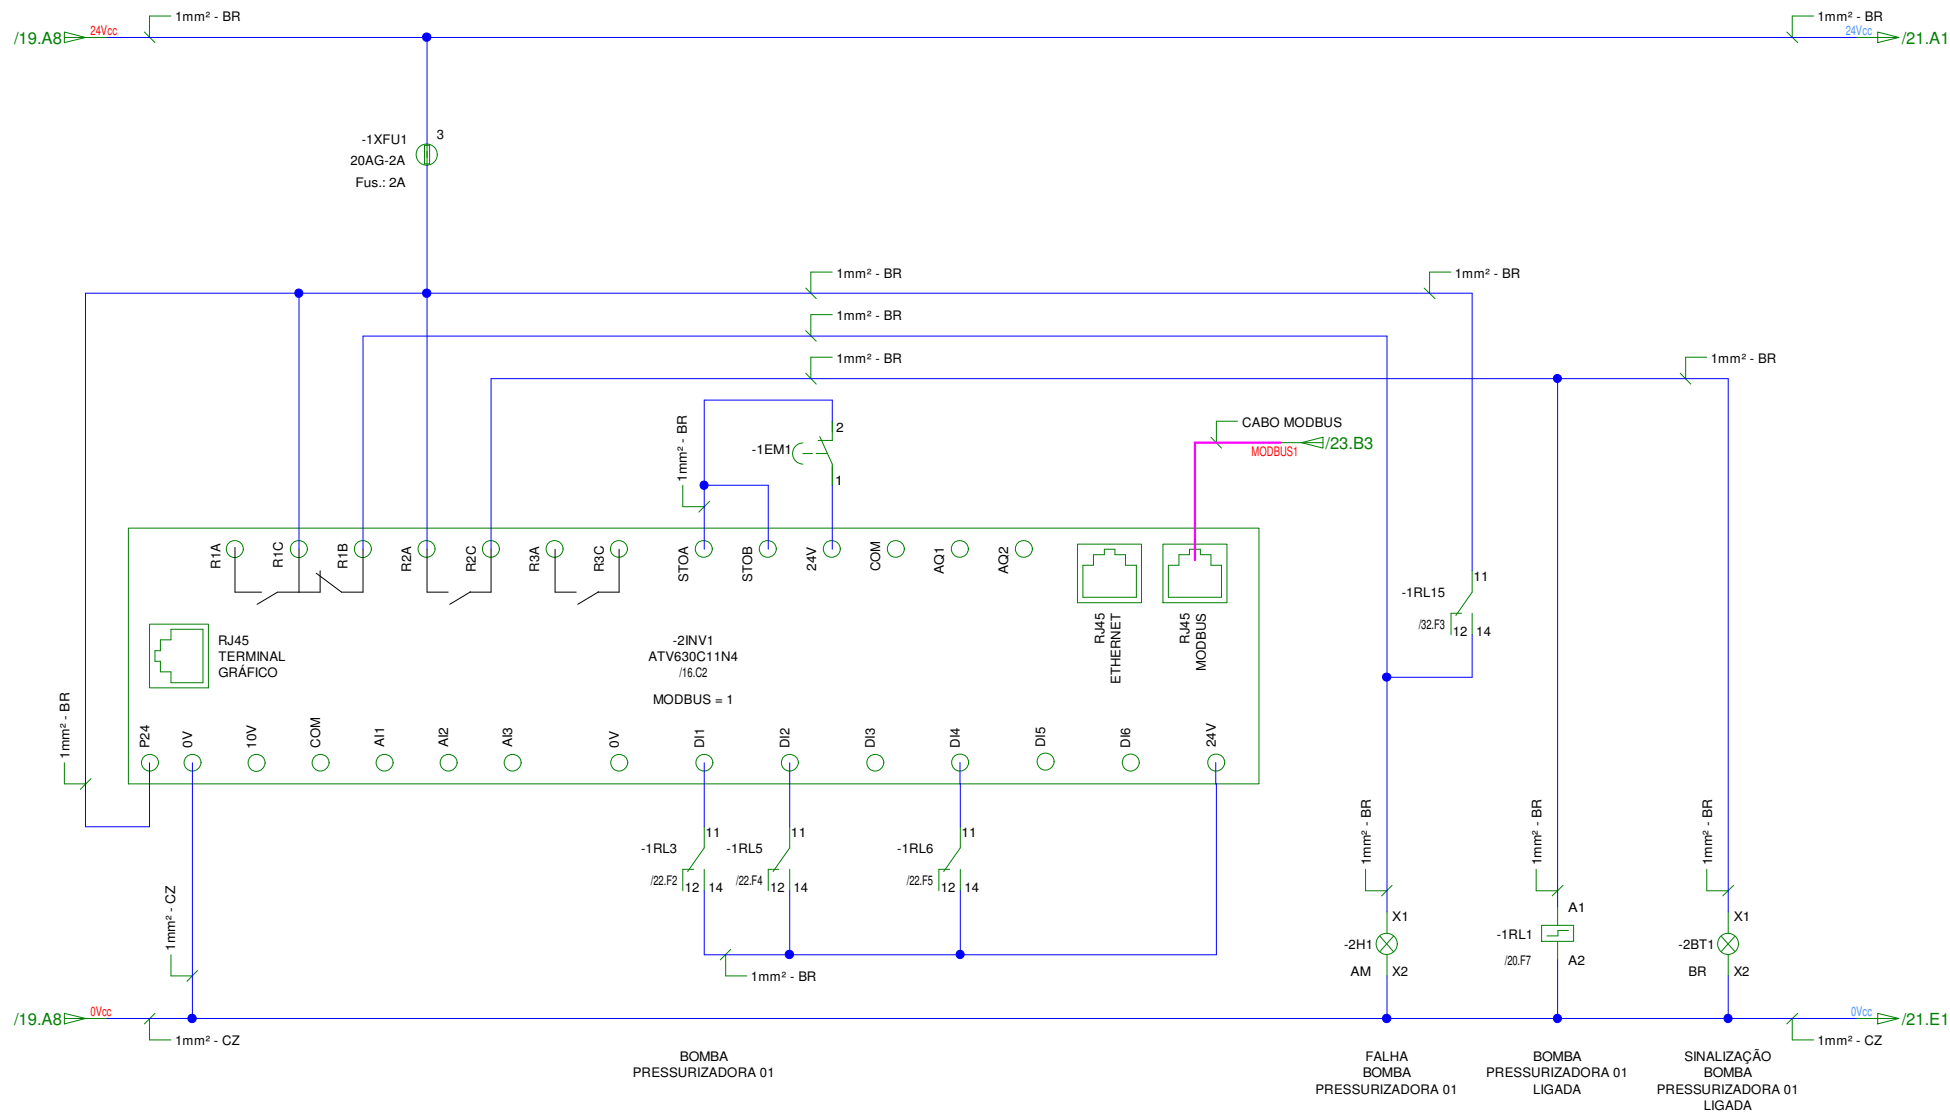 1mm² - BR
1mm² - BR
/19.A8
24Vcc
24Vcc
/21.A1
-1XFU1
3
20AG-2A
Fus.: 2A
1mm² - BR
1mm² - BR
1mm² - BR
1mm² - BR
1mm² - BR
1mm² - BR
-1EM1
2
1
CABO MODBUS
MODBUS1
/23.B3
R1A
R1C
R1B
R2A
R2C
R3A
R3C
STOA
STOB
24V
COM
AQ1
AQ2
RJ45
ETHERNET
RJ45
MODBUS
-1RL15
/32.F3
11
12
14
RJ45
TERMINAL
GRÁFICO
-2INV1
ATV630C11N4
/16.C2
MODBUS = 1
1mm² - BR
P24
0V
10V
COM
AI1
AI2
AI3
0V
DI1
DI2
DI3
DI4
DI5
DI6
24V
-1RL3
/22.F2
11
12
14
-1RL5
/22.F4
11
12
14
-1RL6
/22.F5
11
12
14
1mm² - BR
1mm² - BR
1mm² - BR
1mm² - CZ
1mm² - BR
-2H1
AM
X1
X2
-1RL1
/20.F7
A1
A2
-2BT1
BR
X1
X2
/19.A8
0Vcc
0Vcc
/21.E1
1mm² - CZ
1mm² - CZ
BOMBA
PRESSURIZADORA 01
FALHA
BOMBA
PRESSURIZADORA 01
BOMBA
PRESSURIZADORA 01
LIGADA
SINALIZAÇÃO
BOMBA
PRESSURIZADORA 01
LIGADA